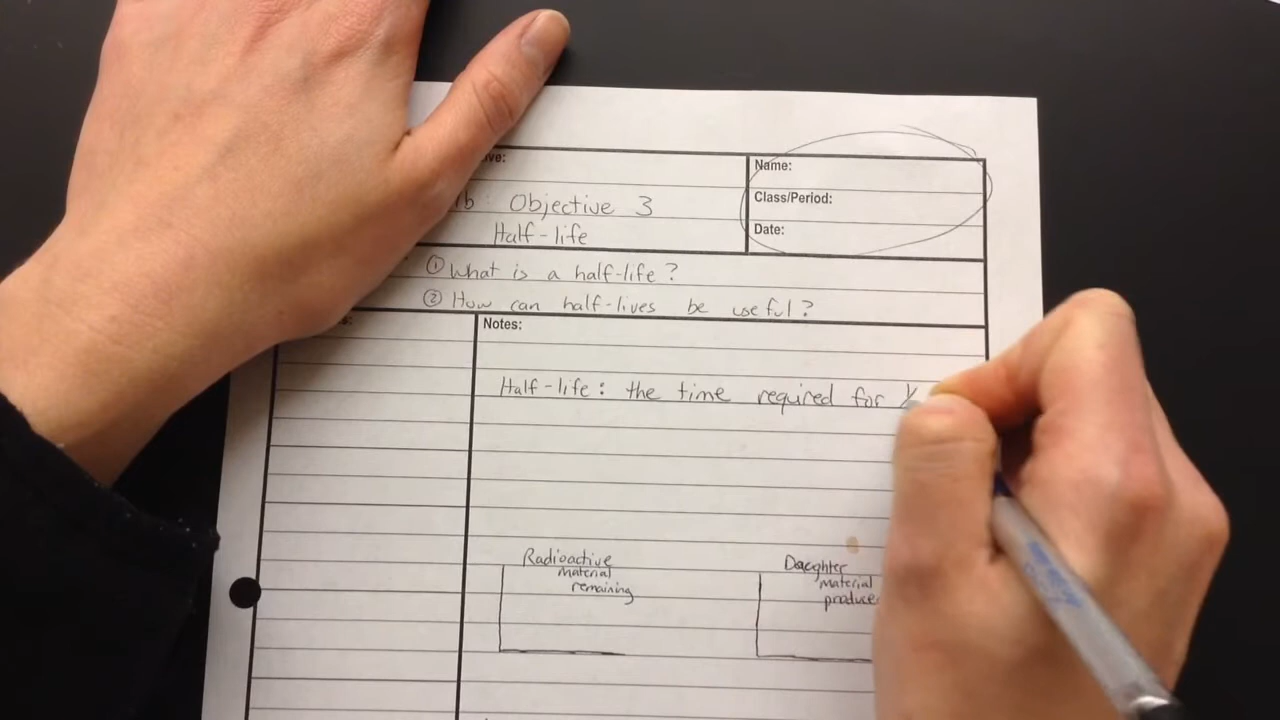 Name:
Objective 3
Class/Period:
Half-life
Date:
① What is a half-life?
② How can half-lives be useful?
Notes:
Half-life: the time required for
Radioactive
material
remaining
Daughter
material